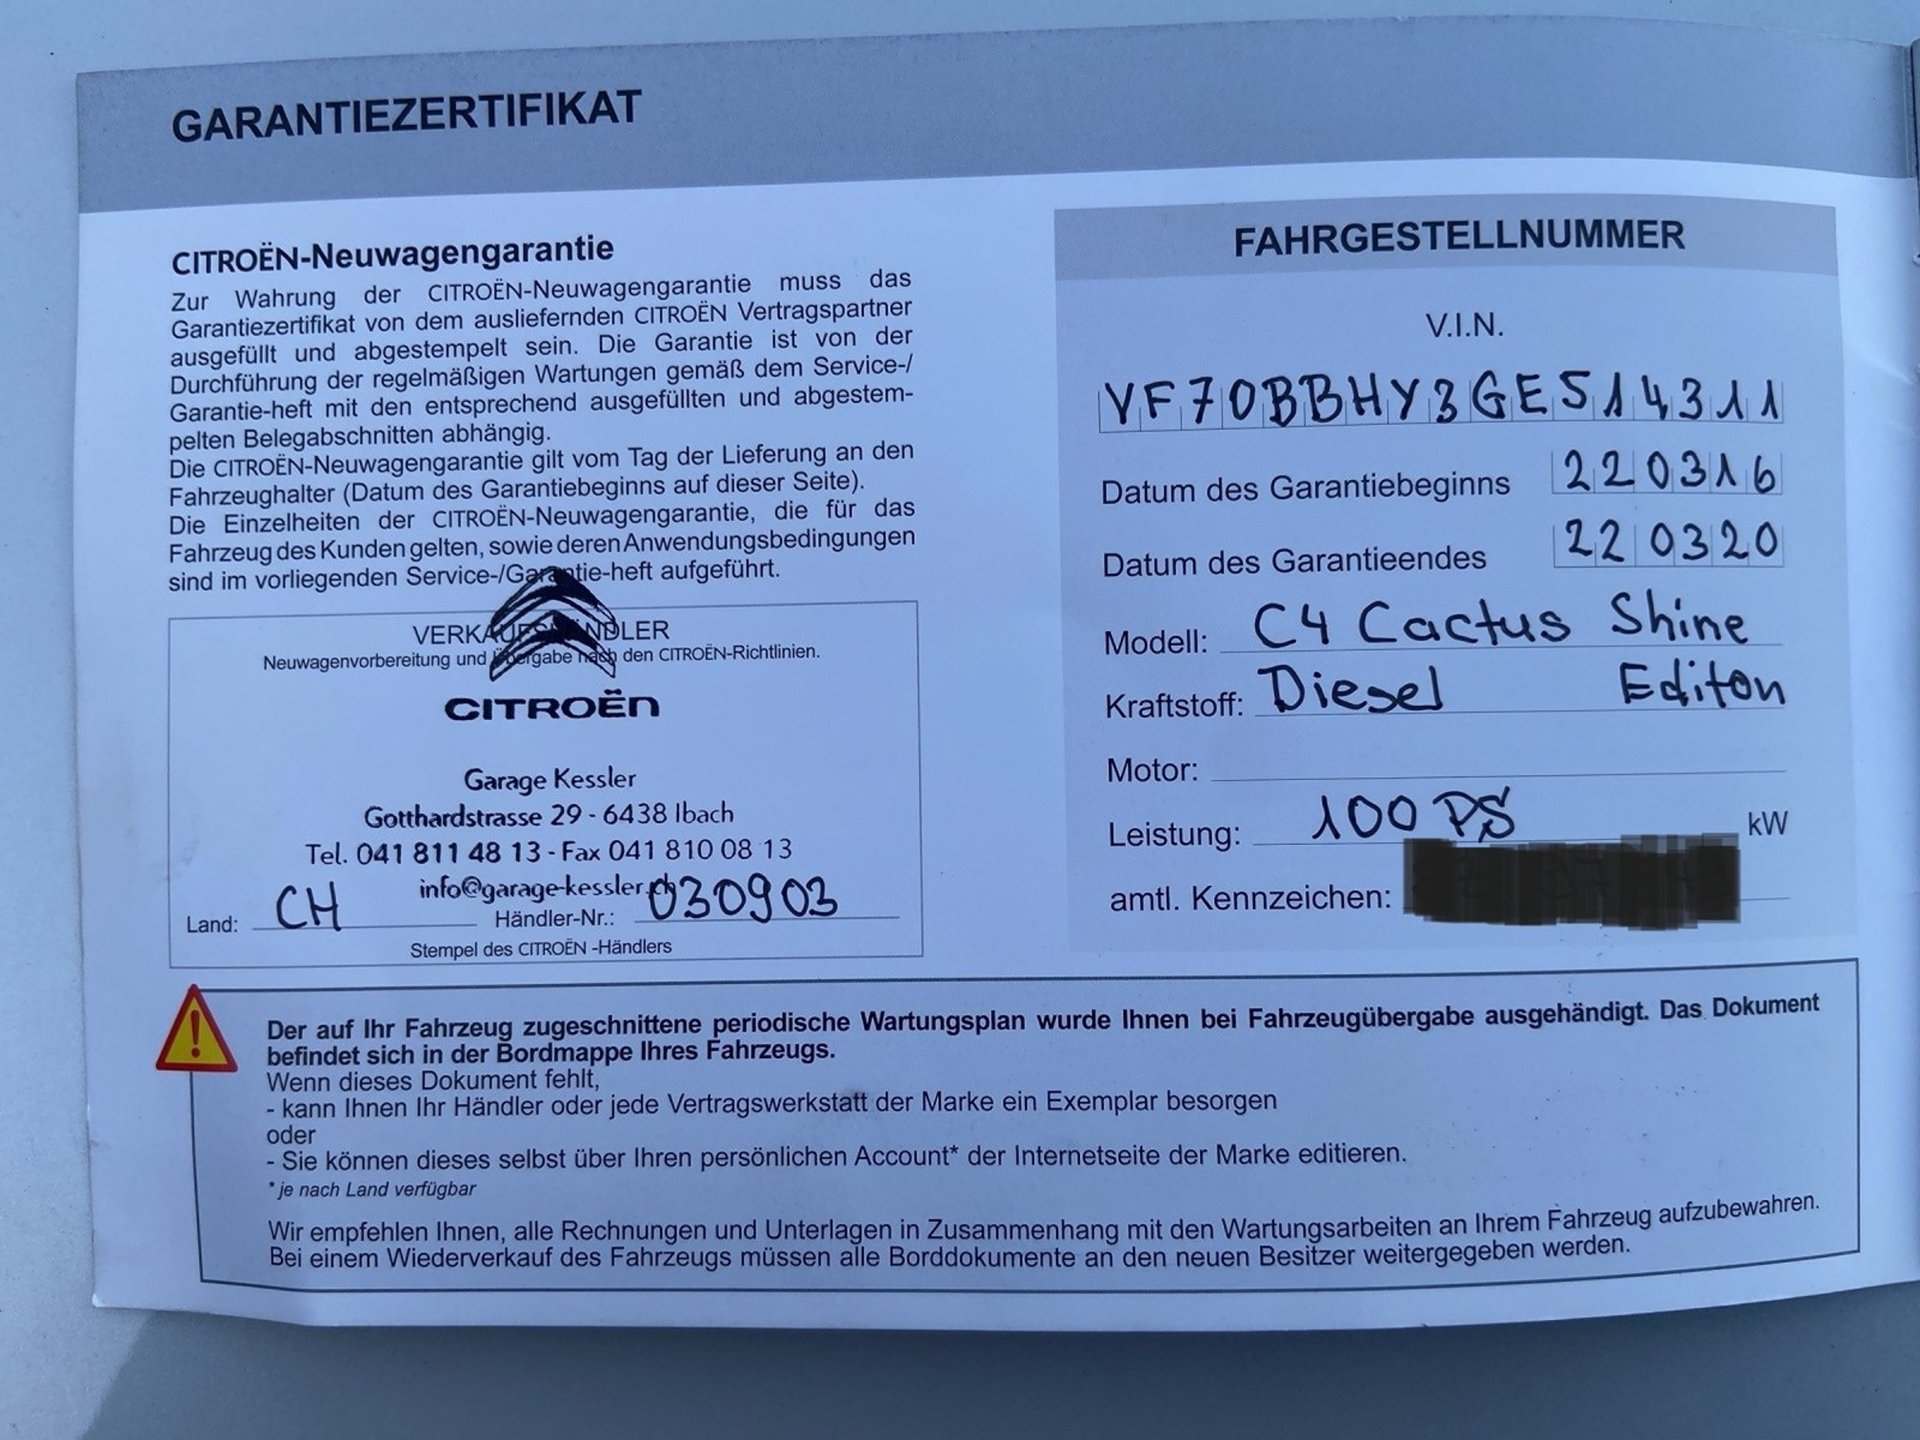 GARANTIEZERTIFIKAT
CITROËN-Neuwagengarantie
Zur Wahrung der CITROËN-Neuwagengarantie muss das
Garantiezertifikat von dem ausliefernden CITROËN Vertragspartner
ausgefüllt und abgestempelt sein. Die Garantie ist von der
Durchführung der regelmäßigen Wartungen gemäß dem Service-/
Garantie-heft mit den entsprechend ausgefüllten und abgestem-
pelten Belegabschnitten abhängig.
Die CITROËN-Neuwagengarantie gilt vom Tag der Lieferung an den
Fahrzeughalter (Datum des Garantiebeginns auf dieser Seite).
Die Einzelheiten der CITROËN-Neuwagengarantie, die für das
Fahrzeug des Kunden gelten, sowie deren Anwendungsbedingungen
sind im vorliegenden Service-/Garantie-heft aufgeführt.
VERKAUFSHÄNDLER
Neuwagenvorbereitung und Übergabe nach den CITROËN-Richtlinien.
CITROËN
Garage Kessler
Gotthardstrasse 29 - 6438 Ibach
Tel. 041 811 48 13 - Fax 041 810 08 13
info@garage-kessler.ch
Land: CH Händler-Nr.: 030903
Stempel des CITROËN -Händlers
FAHRGESTELLNUMMER
V.I.N.
VF70BBHY3GE514311
Datum des Garantiebeginns 220316
Datum des Garantieendes 220320
Modell: C4 Cactus Shine
Kraftstoff: Diesel Editon
Motor:
Leistung: 100 PS kW
amtl. Kennzeichen:
Der auf Ihr Fahrzeug zugeschnittene periodische Wartungsplan wurde Ihnen bei Fahrzeugübergabe ausgehändigt. Das Dokument
befindet sich in der Bordmappe Ihres Fahrzeugs.
Wenn dieses Dokument fehlt,
- kann Ihnen Ihr Händler oder jede Vertragswerkstatt der Marke ein Exemplar besorgen
oder
- Sie können dieses selbst über Ihren persönlichen Account* der Internetseite der Marke editieren.
* je nach Land verfügbar
Wir empfehlen Ihnen, alle Rechnungen und Unterlagen in Zusammenhang mit den Wartungsarbeiten an Ihrem Fahrzeug aufzubewahren.
Bei einem Wiederverkauf des Fahrzeugs müssen alle Borddokumente an den neuen Besitzer weitergegeben werden.